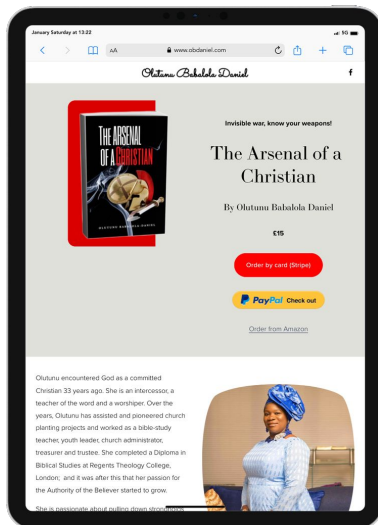 January Saturday at 13:22
5G
AA
www.obdaniel.com
Olutunu Babalola Daniel
f
THE ARSENAL
OF A CHRISTIAN
OLUTUNU BABALOLA DANIEL
Invisible war, know your weapons!
The Arsenal of a
Christian
By Olutunu Babalola Daniel
£15
Order by card (Stripe)
PayPal Check out
Order from Amazon
Olutunu encountered God as a committed
Christian 33 years ago. She is an intercessor, a
teacher of the word and a worshiper. Over the
years, Olutunu has assisted and pioneered church
planting projects and worked as a bible-study
teacher, youth leader, church administrator,
treasurer and trustee. She completed a Diploma in
Biblical Studies at Regents Theology College,
London; and it was after this that her passion for
the Authority of the Believer started to grow.
She is passionate about pulling down strongholds